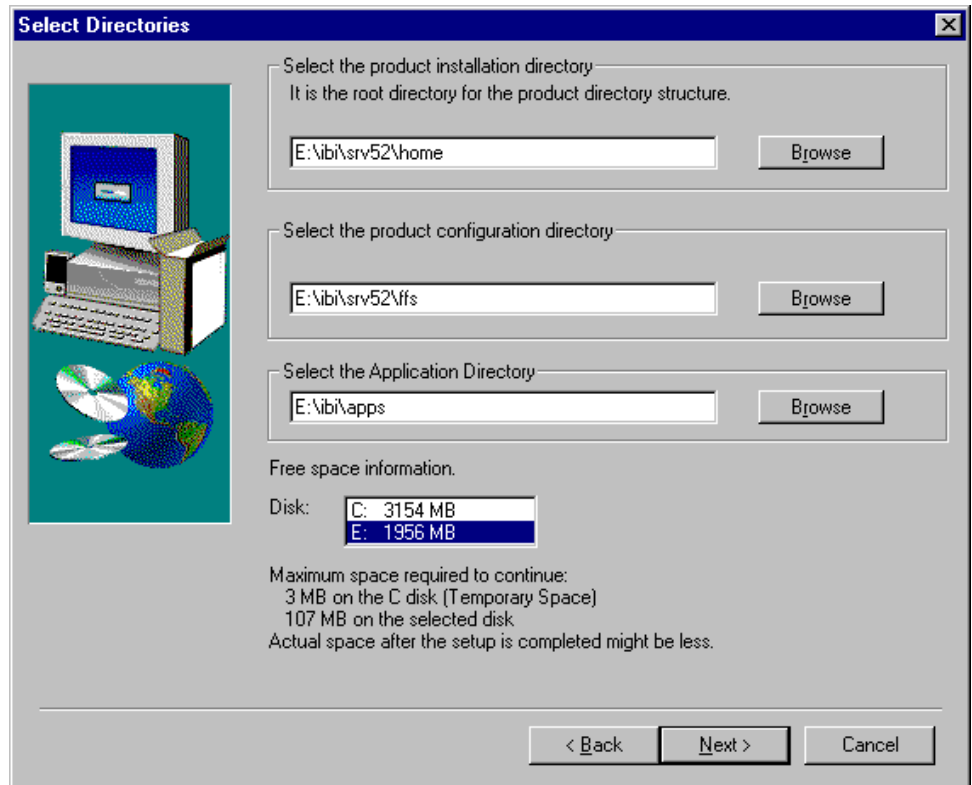 Select Directories
Select the product installation directory
It is the root directory for the product directory structure.
E:\ibi\srv52\home
Browse
Select the product configuration directory
E:\ibi\srv52\ffs
Browse
Select the Application Directory
E:\ibi\apps
Browse
Free space information.
Disk:
C: 3154 MB
E: 1956 MB
Maximum space required to continue:
3 MB on the C disk (Temporary Space)
107 MB on the selected disk
Actual space after the setup is completed might be less.
< Back
Next >
Cancel